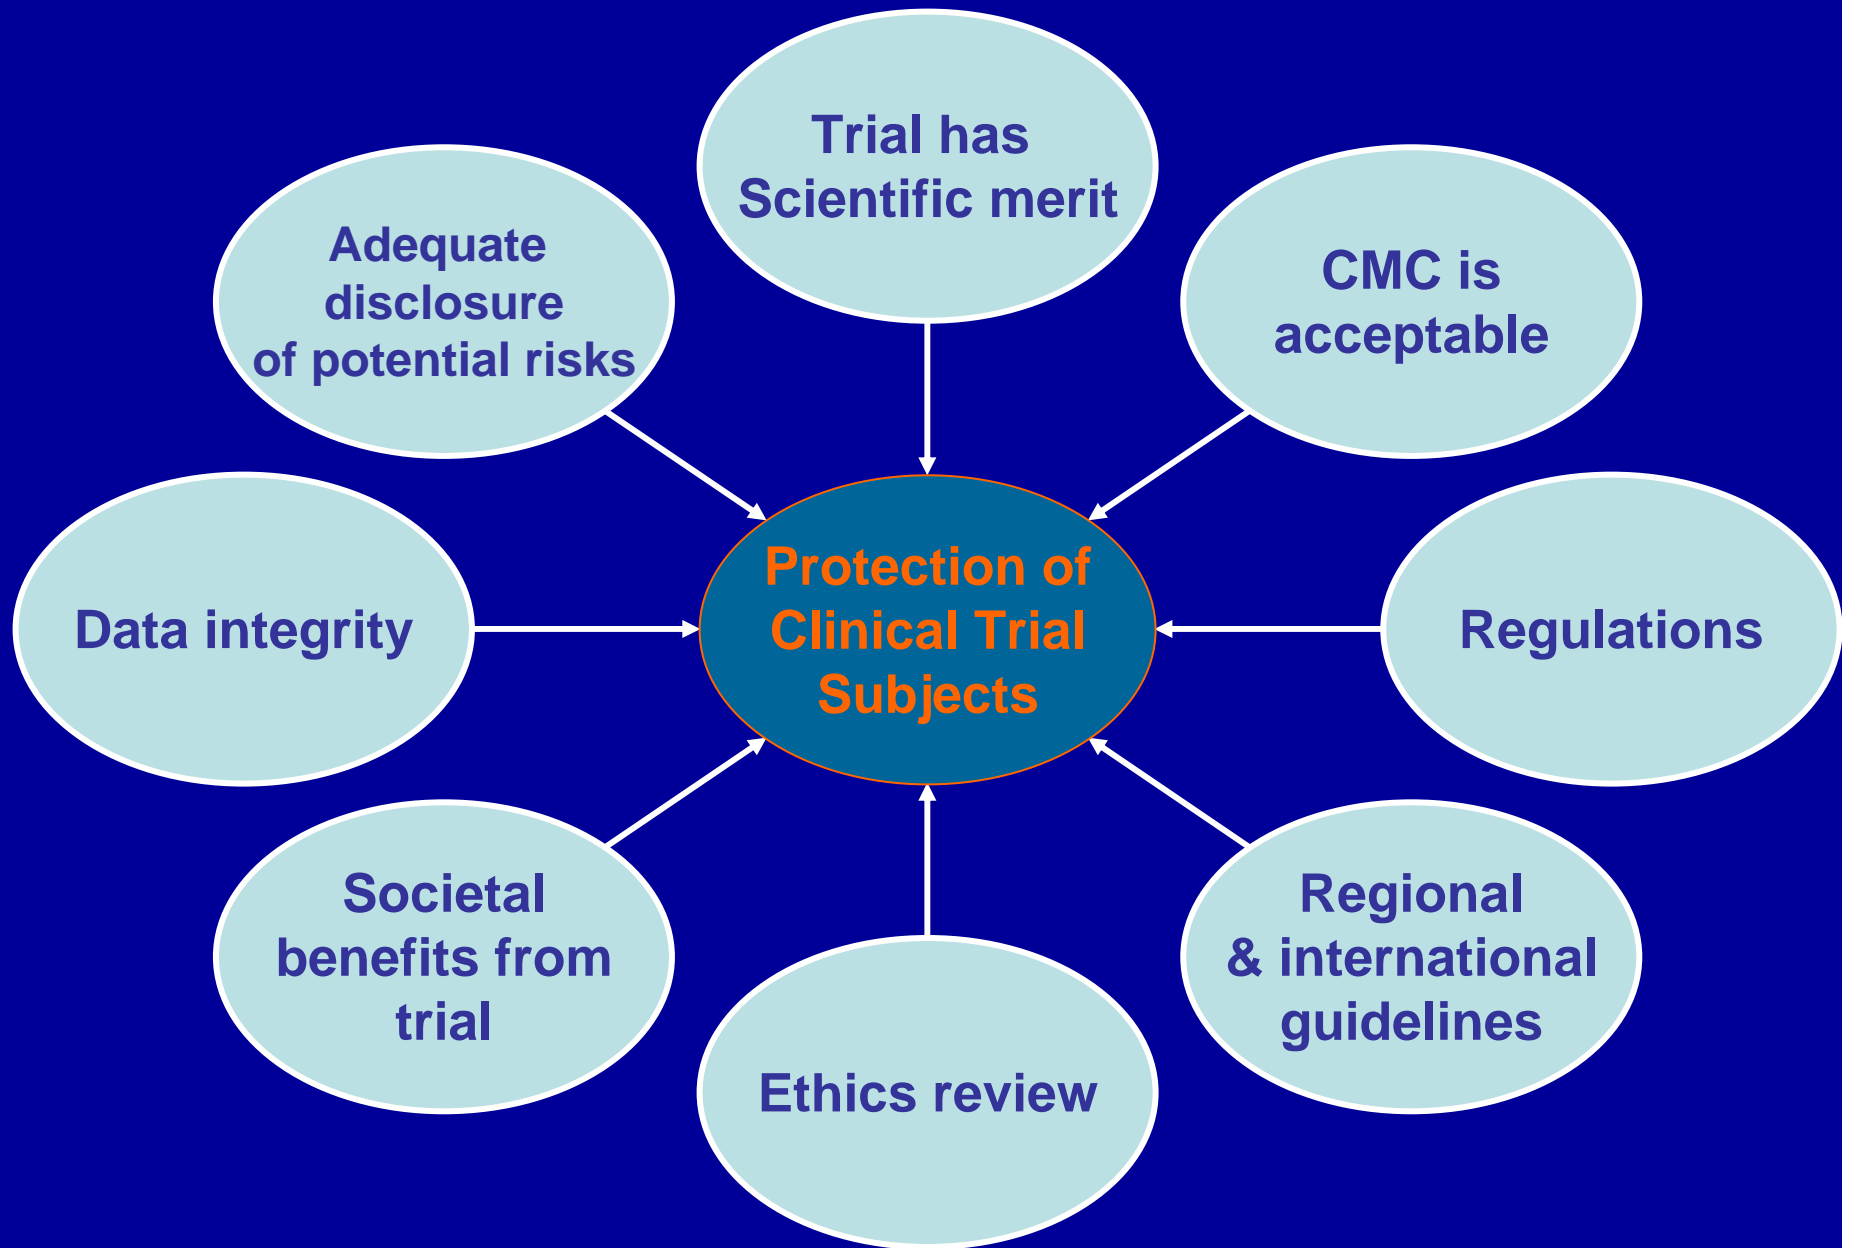 Trial has
Scientific merit
Adequate
disclosure
of potential risks
CMC is
acceptable
Data integrity
Protection of
Clinical Trial
Subjects
Regulations
Societal
benefits from
trial
Regional
& international
guidelines
Ethics review